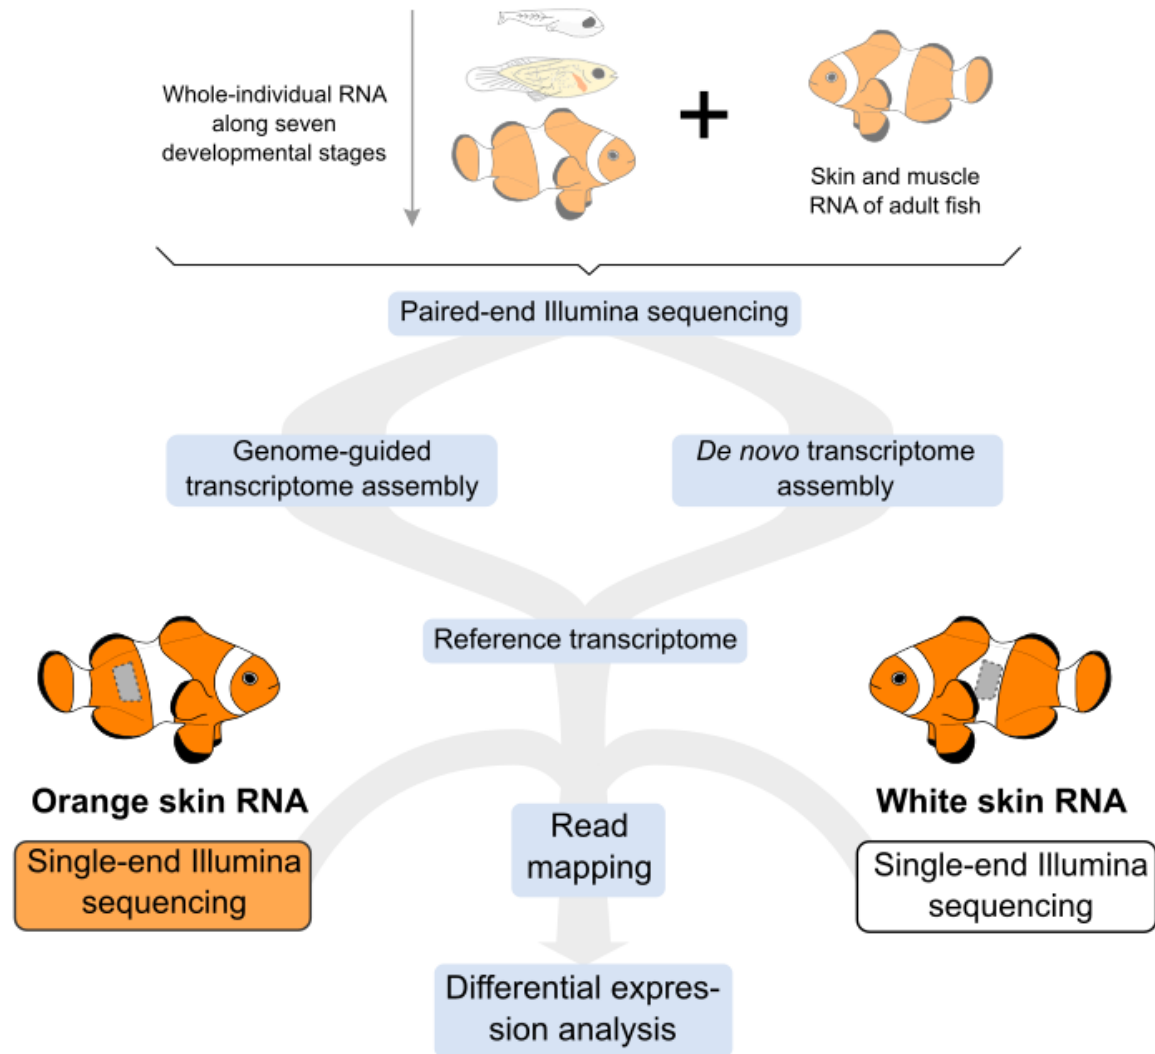 Whole-individual RNA
along seven
developmental stages
+
Skin and muscle
RNA of adult fish
Paired-end Illumina sequencing
Genome-guided
transcriptome assembly
De novo transcriptome
assembly
Reference transcriptome
Orange skin RNA
White skin RNA
Single-end Illumina
sequencing
Read
mapping
Single-end Illumina
sequencing
Differential expres-
sion analysis